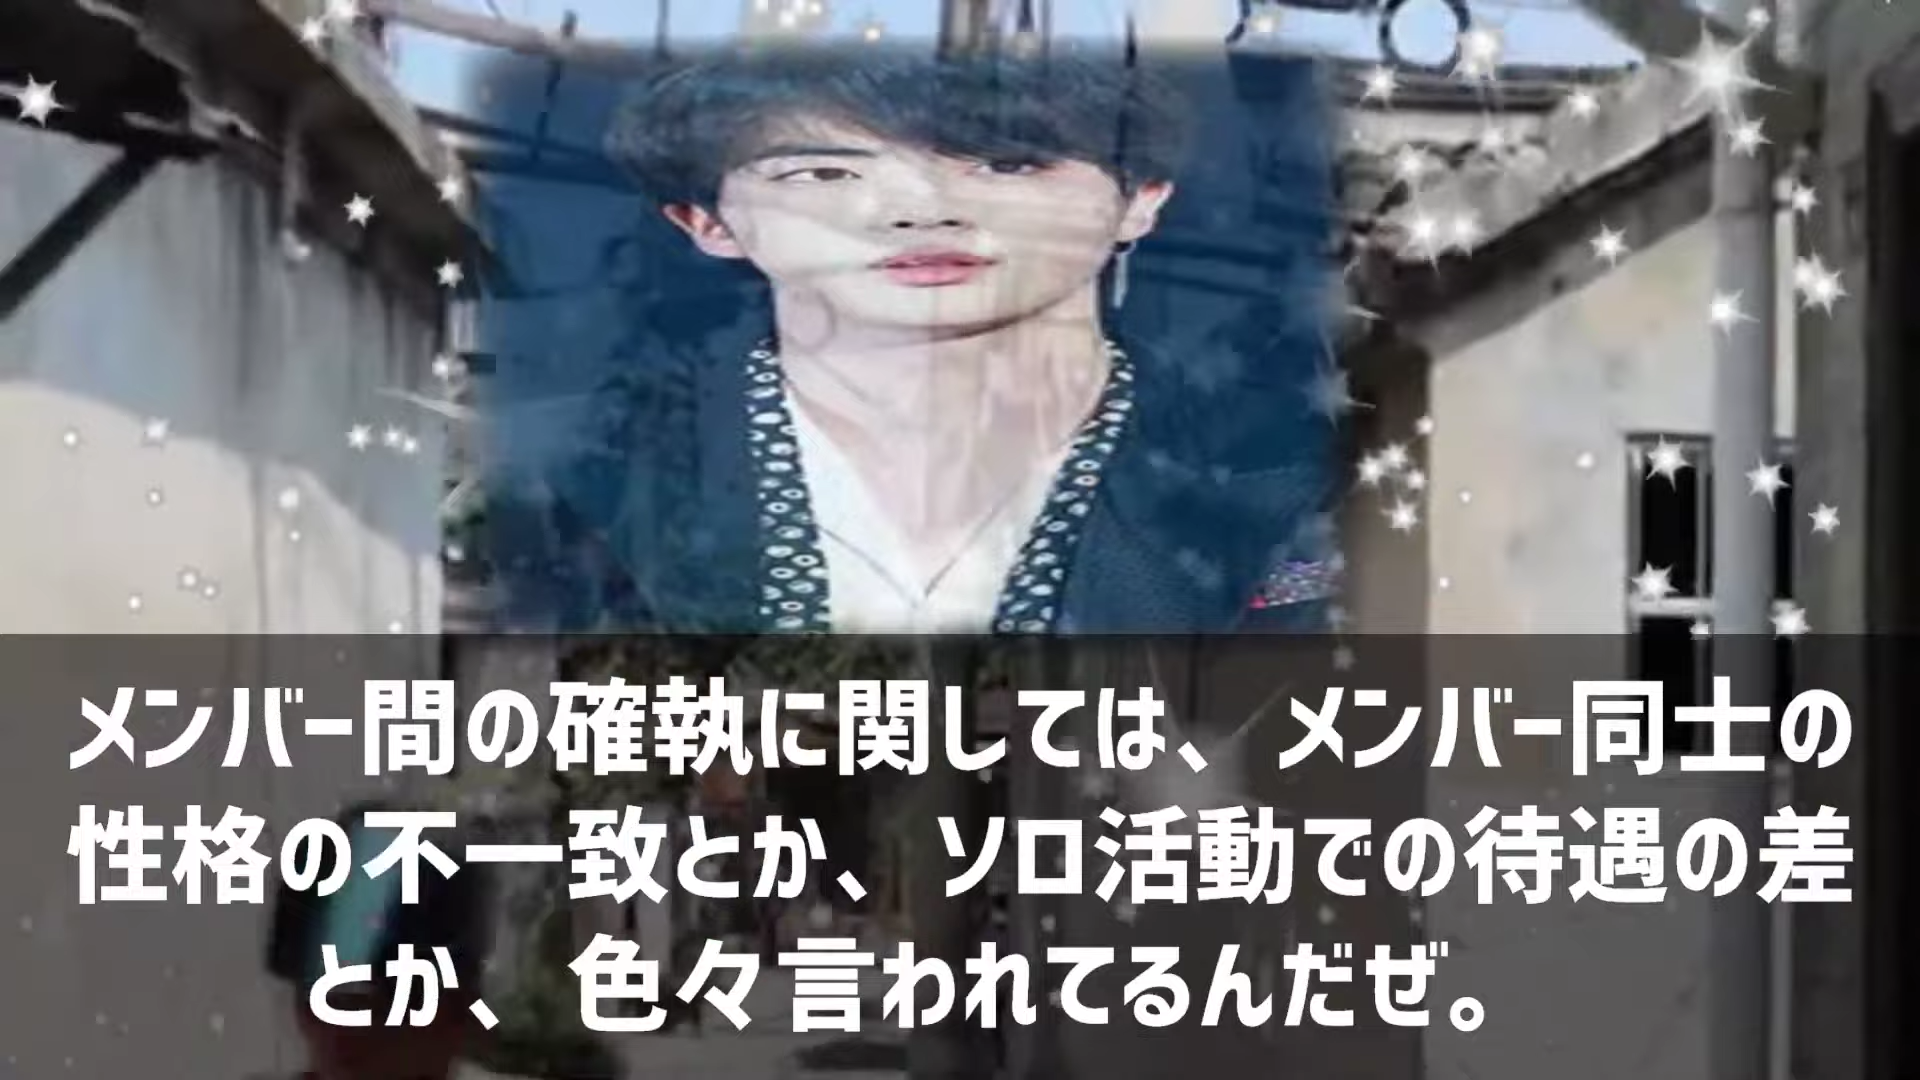 メンバー間の確執に関しては、メンバー同士の
性格の不一致とか、ソロ活動での待遇の差
とか、色々言われてるんだぜ。